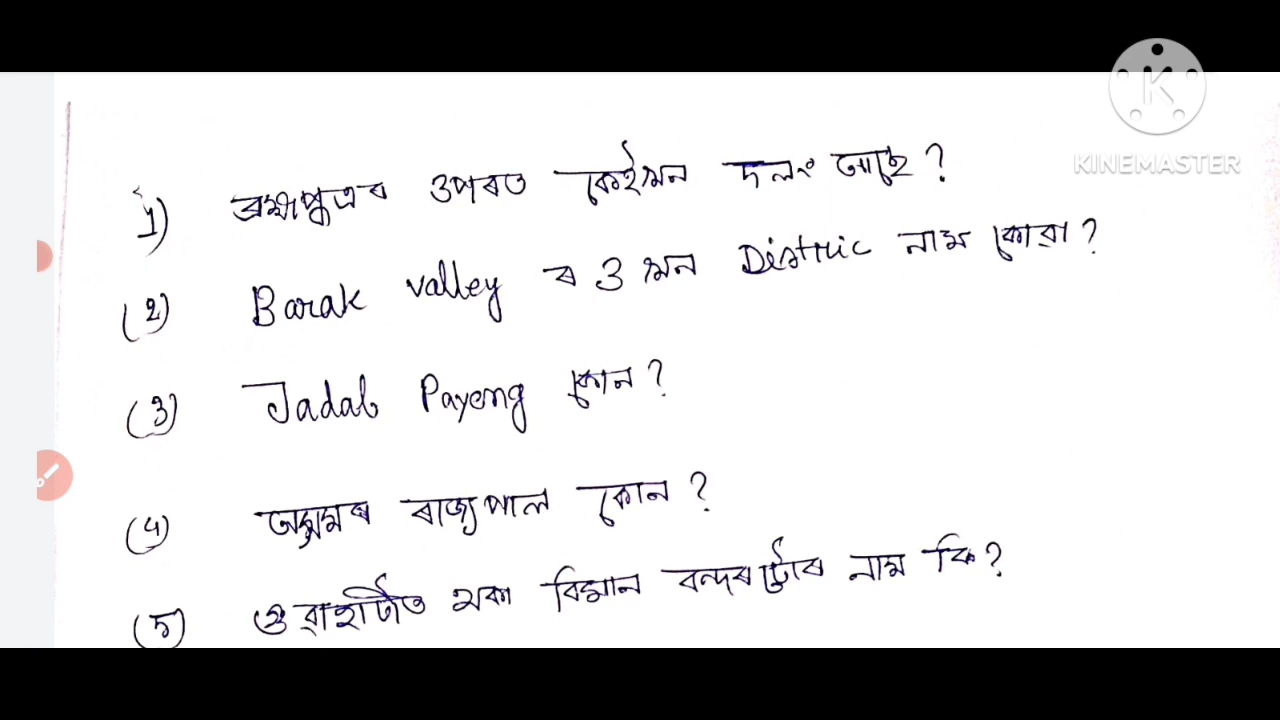 KINEMASTER
1) ব্ৰহ্মপুত্ৰৰ ওপৰত কেইখন দলং আছে ?
(2) Barak valley ৰ ৩ খন Distric নাম কোৱা ?
(3) Jadab Payeng কোন ?
(4) অসমৰ ৰাজ্যপাল কোন ?
(5) গুৱাহাটীত থকা বিমান বন্দৰটোৰ নাম কি ?